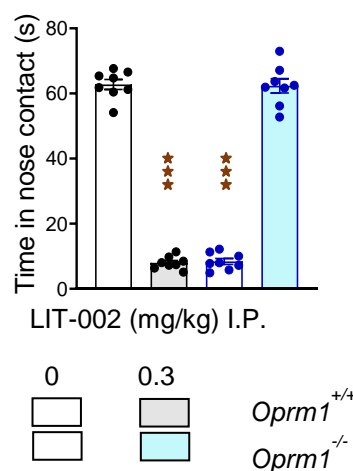 Time in nose contact (s)
80
60
40
20
0
LIT-002 (mg/kg) I.P.
0 0.3
Oprm1+/+
Oprm1-/-